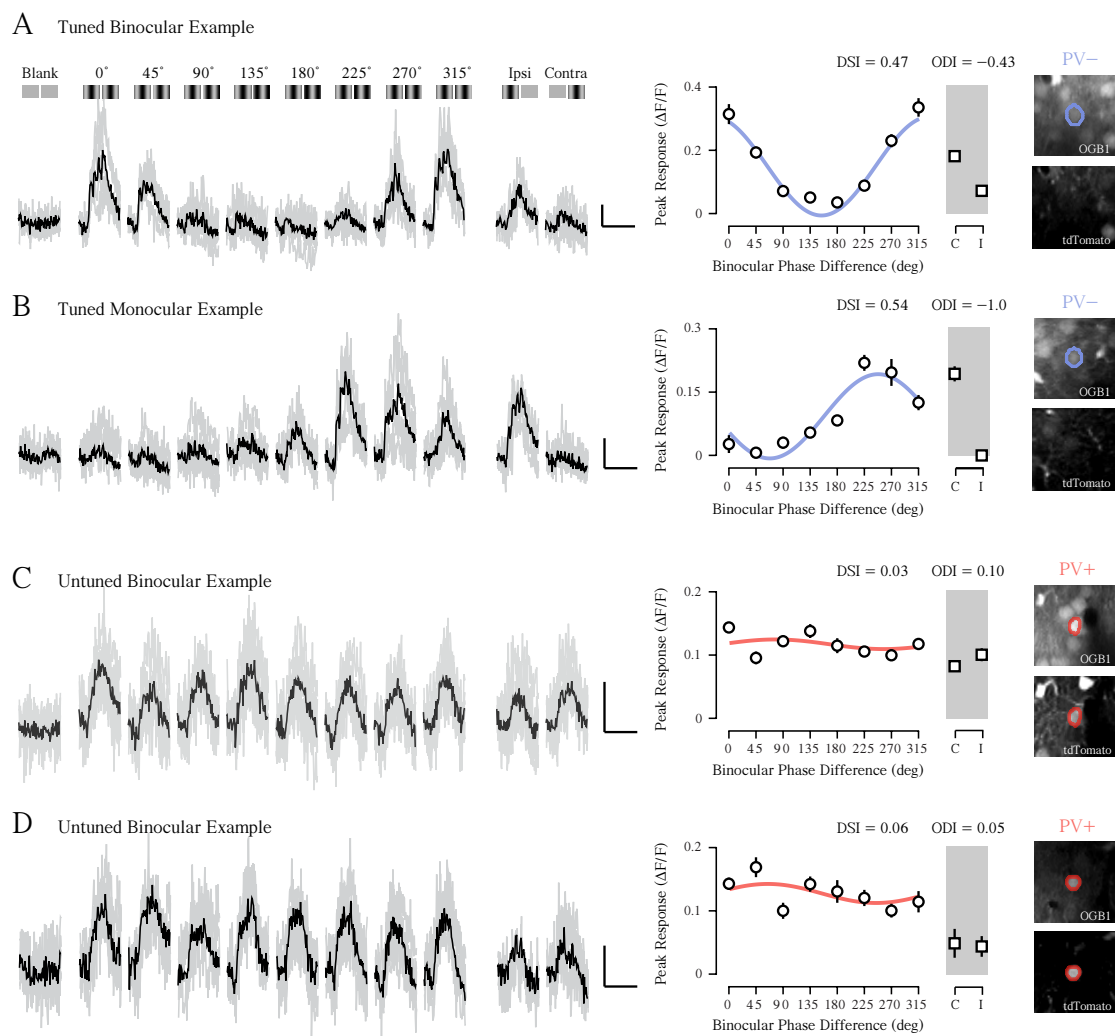 A Tuned Binocular Example
Blank 0° 45° 90° 135° 180° 225° 270° 315° Ipsi Contra
DSI = 0.47 ODI = −0.43
PV−
Peak Response (ΔF/F)
0.4
0.2
0
0 45 90 135 180 225 270 315
C I
Binocular Phase Difference (deg)
OGB1
tdTomato
B Tuned Monocular Example
DSI = 0.54 ODI = −1.0
PV−
Peak Response (ΔF/F)
0.3
0.15
0
0 45 90 135 180 225 270 315
C I
Binocular Phase Difference (deg)
OGB1
tdTomato
C Untuned Binocular Example
DSI = 0.03 ODI = 0.10
PV+
Peak Response (ΔF/F)
0.2
0.1
0
0 45 90 135 180 225 270 315
C I
Binocular Phase Difference (deg)
OGB1
tdTomato
D Untuned Binocular Example
DSI = 0.06 ODI = 0.05
PV+
Peak Response (ΔF/F)
0.2
0.1
0
0 45 90 135 180 225 270 315
C I
Binocular Phase Difference (deg)
OGB1
tdTomato